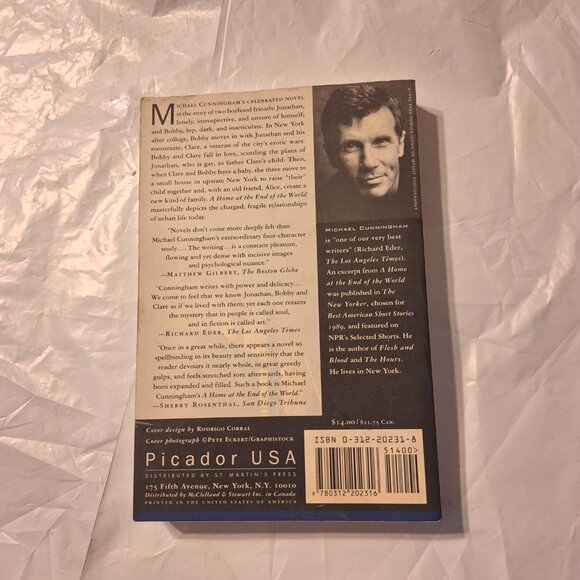 MICHAEL CUNNINGHAM'S CELEBRATED NOVEL
is the story of two boyhood friends: Jonathan,
lonely, introspective, and unsure of himself;
and Bobby, hip, dark, and inarticulate. In New York
after college, Bobby moves in with Jonathan and his
roommate, Clare, a veteran of the city's erotic wars.
Bobby and Clare fall in love, scuttling the plans of
Jonathan, who is gay, to father Clare's child. Then,
when Clare and Bobby have a baby, the three move to
a small house in upstate New York to raise "their"
child together and, with an old friend, Alice, create a
new kind of family. A Home at the End of the World
masterfully depicts the charged, fragile relationships
of urban life today.
"Novels don't come more deeply felt than
Michael Cunningham's extraordinary four-character
study.... The writing ... is a constant pleasure,
flowing and yet dense with incisive images
and psychological nuance."
—MATTHEW GILBERT, The Boston Globe
"Cunningham writes with power and delicacy....
We come to feel that we know Jonathan, Bobby and
Clare as if we lived with them; yet each one retains
the mystery that in people is called soul,
and in fiction is called art."
—RICHARD EDER, The Los Angeles Times
"Once in a great while, there appears a novel so
spellbinding in its beauty and sensitivity that the
reader devours it nearly whole, in great greedy
gulps, and feels stretched sore afterwards, having
been expanded and filled. Such a book is Michael
Cunningham's A Home at the End of the World."
—SHERRY ROSENTHAL, San Diego Tribune
MICHAEL CUNNINGHAM
is "one of our very best
writers" (Richard Eder,
The Los Angeles Times).
An excerpt from A Home
at the End of the World
was published in The
New Yorker, chosen for
Best American Short Stories
1989, and featured on
NPR's Selected Shorts. He
is the author of Flesh and
Blood and The Hours.
He lives in New York.
$14.00/$21.75 CAN.
Cover design by RODRIGO CORRAL
Cover photograph ©PETE ECKERT/GRAPHISTOCK
Picador USA
DISTRIBUTED BY ST. MARTIN'S PRESS
175 FIFTH AVENUE, NEW YORK, N.Y. 10010
Distributed by McClelland & Stewart Inc. in Canada
PRINTED IN THE UNITED STATES OF AMERICA
ISBN 0-312-20231-8
51400>
9 780312 202316